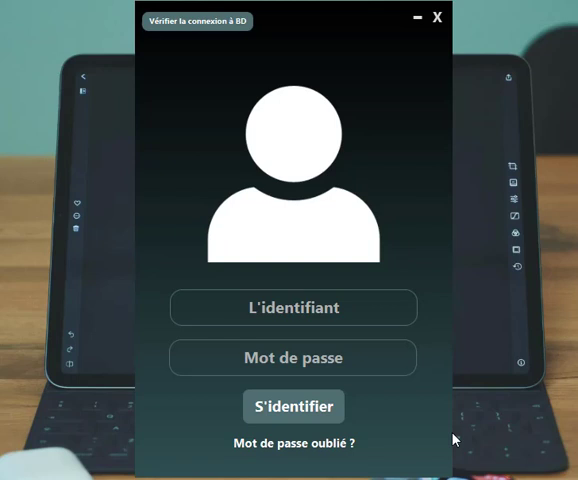 Vérifier la connexion à BD
X
L'identifiant
Mot de passe
S'identifier
Mot de passe oublié ?